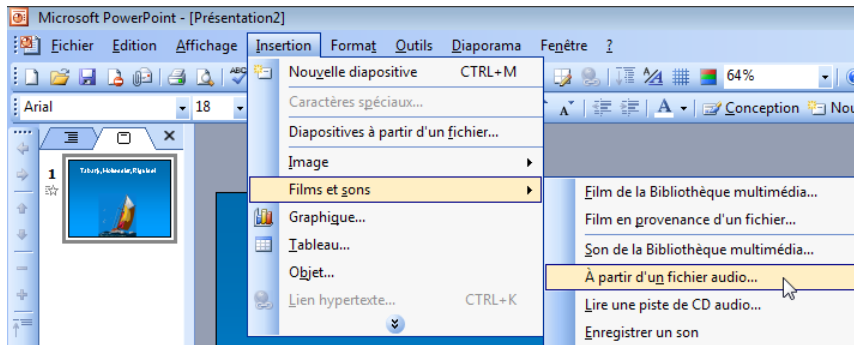 Microsoft PowerPoint - [Présentation2]
Fichier Edition Affichage Insertion Format Outils Diaporama Fenêtre ?
64%
Arial 18 A Conception Nou
Nouvelle diapositive CTRL+M
Caractères spéciaux...
Diapositives à partir d'un fichier...
Image
Films et sons
Graphique...
Tableau...
Objet...
Lien hypertexte... CTRL+K
Film de la Bibliothèque multimédia...
Film en provenance d'un fichier...
Son de la Bibliothèque multimédia...
À partir d'un fichier audio...
Lire une piste de CD audio...
Enregistrer un son
1